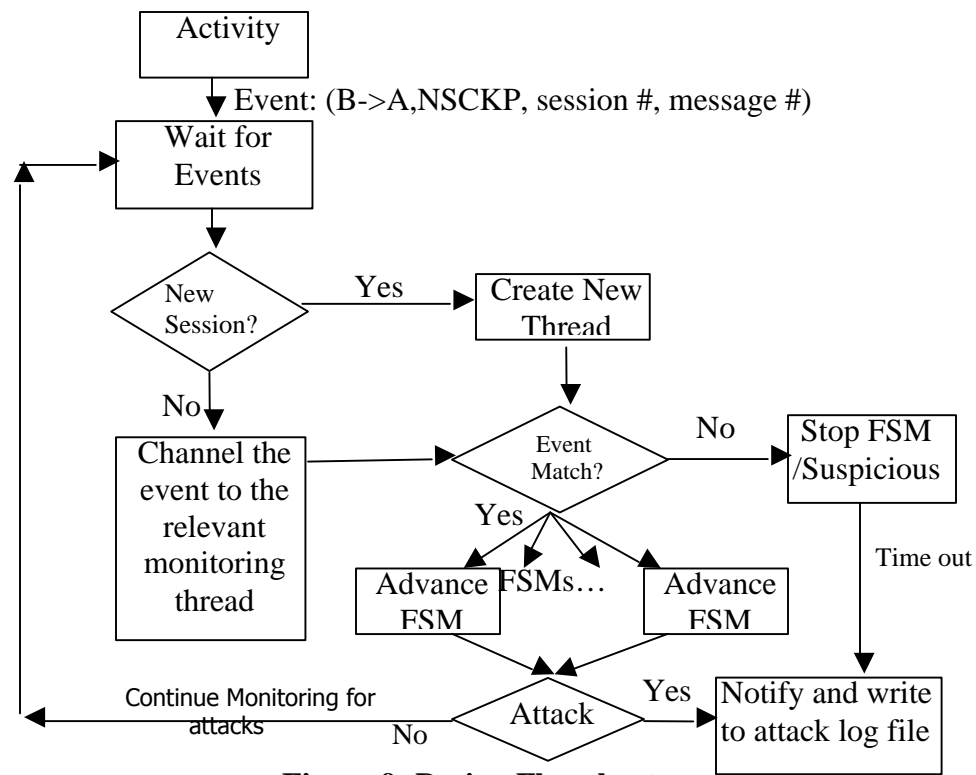 Activity
Event: (B->A,NSCKP, session #, message #)
Wait for
Events
New
Session?
Yes
Create New
Thread
No
Channel the
event to the
relevant
monitoring
thread
Event
Match?
No
Stop FSM
/Suspicious
Yes
Time out
Advance
FSM
FSMs…
Advance
FSM
Continue Monitoring for
attacks
No
Attack
Yes
Notify and write
to attack log file